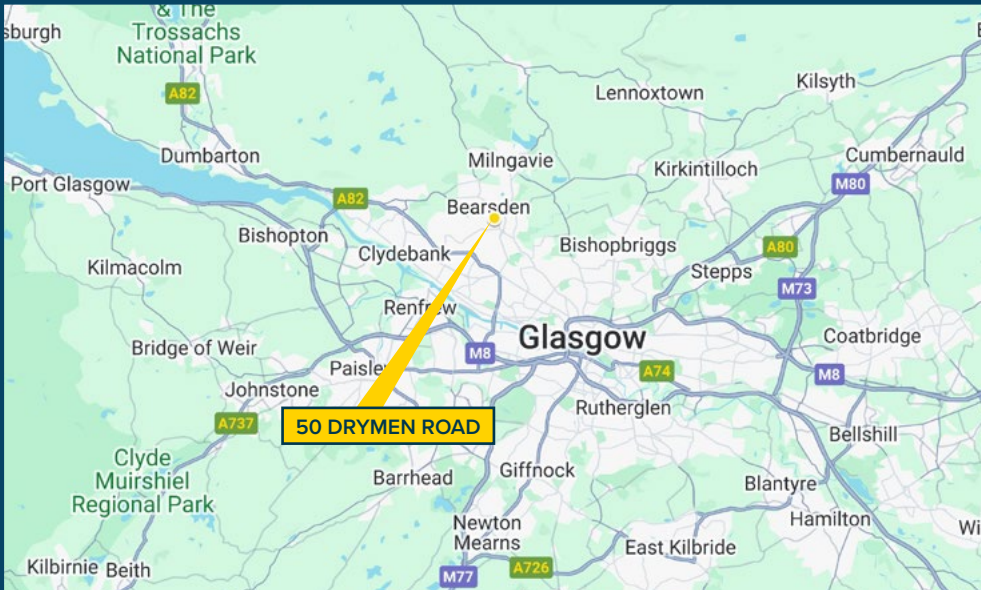 sburgh
& The
Trossachs
National Park
A82
Lennoxtown
Kilsyth
Dumbarton
Milngavie
Kirkintilloch
Cumbernauld
Port Glasgow
M80
A82
Bearsden
Bishopton
Clydebank
Bishopbriggs
A80
Stepps
Kilmacolm
M73
Renfrew
Glasgow
Coatbridge
Bridge of Weir
M8
Paisley
A74
M8
Johnstone
Rutherglen
A737
50 DRYMEN ROAD
Bellshill
Clyde
Muirshiel
Regional Park
Barrhead
Giffnock
Blantyre
Hamilton
Newton
Mearns
Wi
East Kilbride
Kilbirnie
Beith
M77
A726